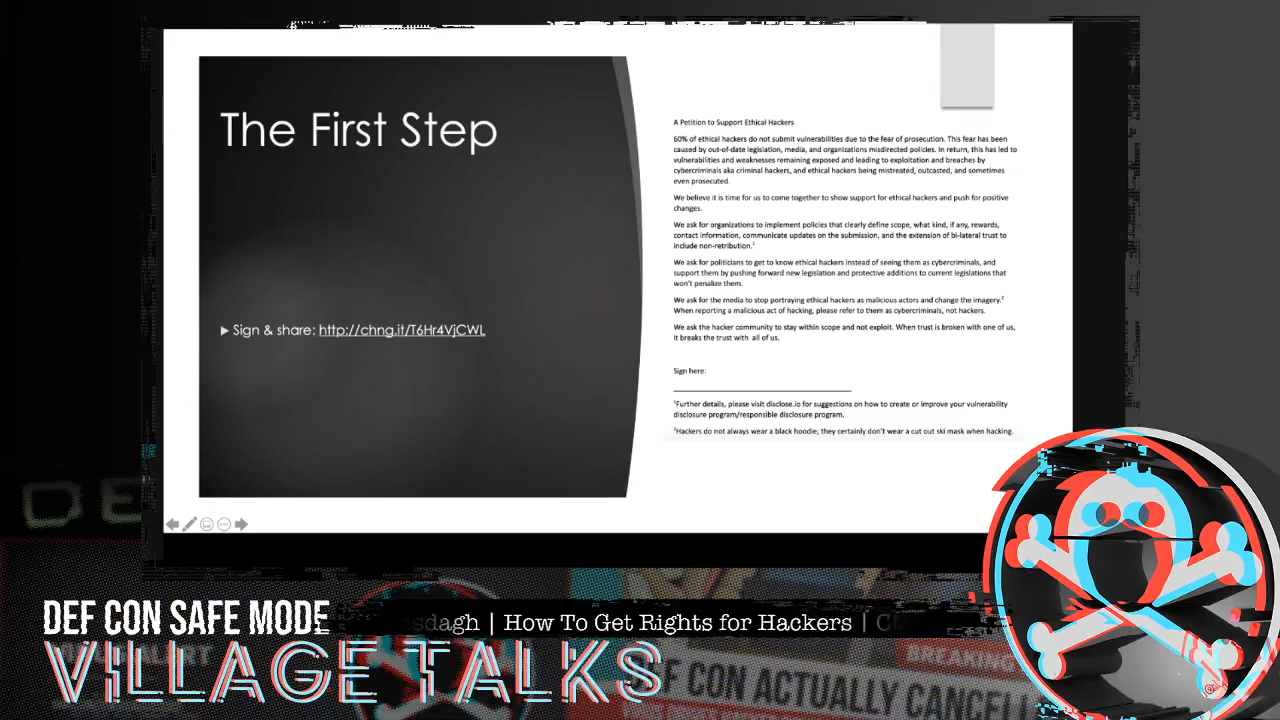 The First Step
▶ Sign & share: http://chng.it/T6Hr4VjCWL
A Petition to Support Ethical Hackers
60% of ethical hackers do not submit vulnerabilities due to the fear of prosecution. This fear has been
caused by out-of-date legislation, media, and organizations misdirected policies. In return, this has led to
vulnerabilities and weaknesses remaining exposed and leading to exploitation and breaches by
cybercriminals aka criminal hackers, and ethical hackers being mistreated, outcasted, and sometimes
even prosecuted.
We believe it is time for us to come together to show support for ethical hackers and push for positive
changes.
We ask for organizations to implement policies that clearly define scope, what kind, if any, rewards,
contact information, communicate updates on the submission, and the extension of bi-lateral trust to
include non-retribution.¹
We ask for politicians to get to know ethical hackers instead of seeing them as cybercriminals, and
support them by pushing forward new legislation and protective additions to current legislations that
won't penalize them.
We ask for the media to stop portraying ethical hackers as malicious actors and change the imagery.²
When reporting a malicious act of hacking, please refer to them as cybercriminals, not hackers.
We ask the hacker community to stay within scope and not exploit. When trust is broken with one of us,
it breaks the trust with all of us.
Sign here:
¹Further details, please visit disclose.io for suggestions on how to create or improve your vulnerability
disclosure program/responsible disclosure program.
²Hackers do not always wear a black hoodie; they certainly don't wear a cut out ski mask when hacking.
DEF CON SAFE MODE
sdagh | How To Get Rights for Hackers |
VILLAGE TALKS
BREAKING
DEF CON ACTUALLY CANCEL